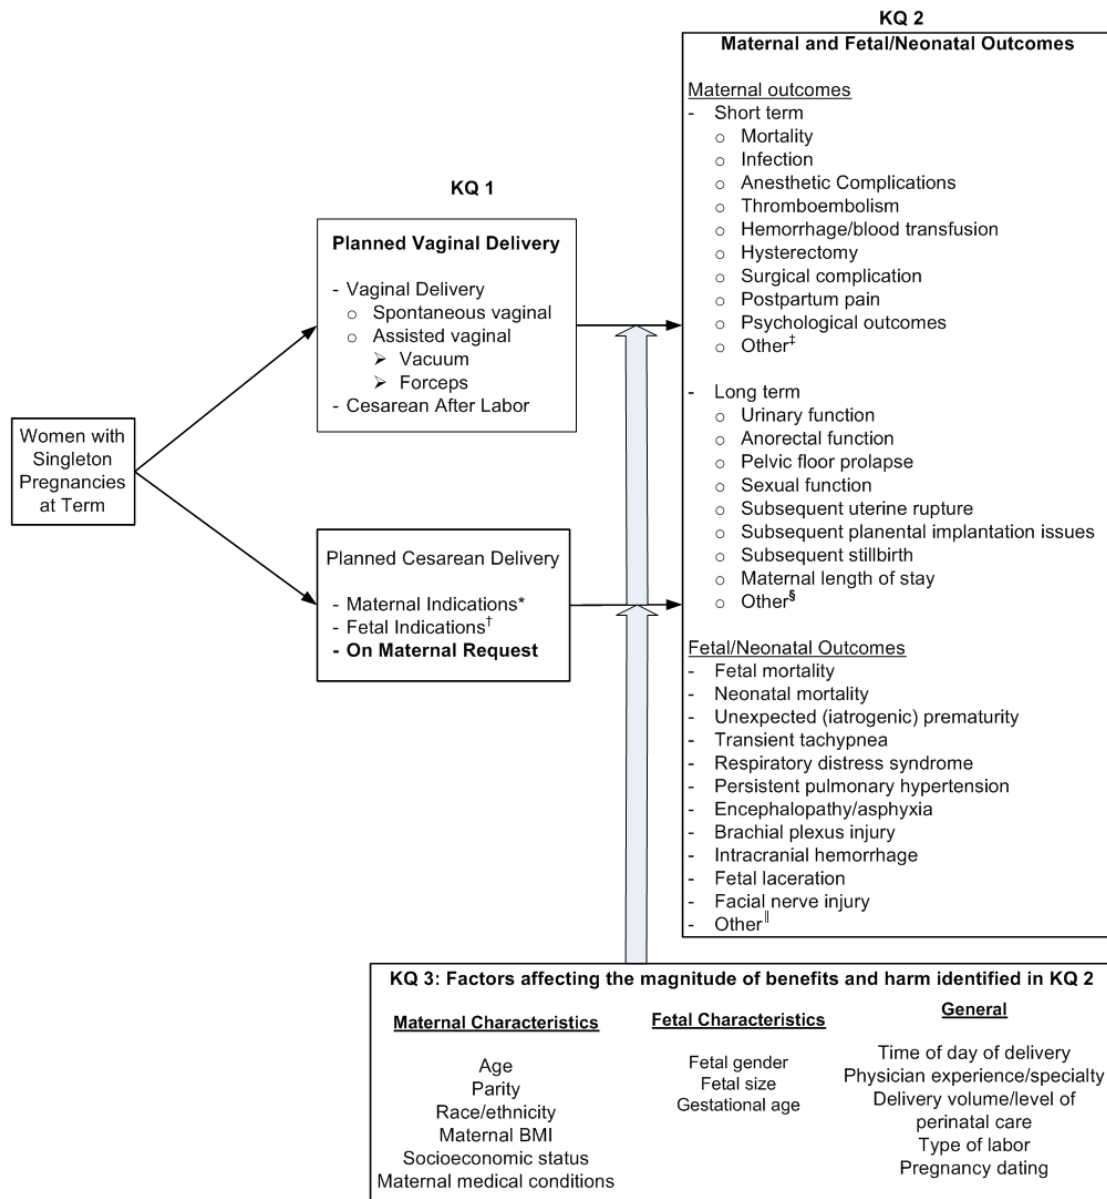 KQ 2
Maternal and Fetal/Neonatal Outcomes
Maternal outcomes
- Short term
o Mortality
o Infection
o Anesthetic Complications
o Thromboembolism
o Hemorrhage/blood transfusion
o Hysterectomy
o Surgical complication
o Postpartum pain
o Psychological outcomes
o Other‡
- Long term
o Urinary function
o Anorectal function
o Pelvic floor prolapse
o Sexual function
o Subsequent uterine rupture
o Subsequent planental implantation issues
o Subsequent stillbirth
o Maternal length of stay
o Other§
Fetal/Neonatal Outcomes
- Fetal mortality
- Neonatal mortality
- Unexpected (iatrogenic) prematurity
- Transient tachypnea
- Respiratory distress syndrome
- Persistent pulmonary hypertension
- Encephalopathy/asphyxia
- Brachial plexus injury
- Intracranial hemorrhage
- Fetal laceration
- Facial nerve injury
- Other‖
KQ 1
Planned Vaginal Delivery
- Vaginal Delivery
o Spontaneous vaginal
o Assisted vaginal
➢ Vacuum
➢ Forceps
- Cesarean After Labor
Women with
Singleton
Pregnancies
at Term
Planned Cesarean Delivery
- Maternal Indications*
- Fetal Indications†
- On Maternal Request
KQ 3: Factors affecting the magnitude of benefits and harm identified in KQ 2
Maternal Characteristics
Age
Parity
Race/ethnicity
Maternal BMI
Socioeconomic status
Maternal medical conditions
Fetal Characteristics
Fetal gender
Fetal size
Gestational age
General
Time of day of delivery
Physician experience/specialty
Delivery volume/level of
perinatal care
Type of labor
Pregnancy dating